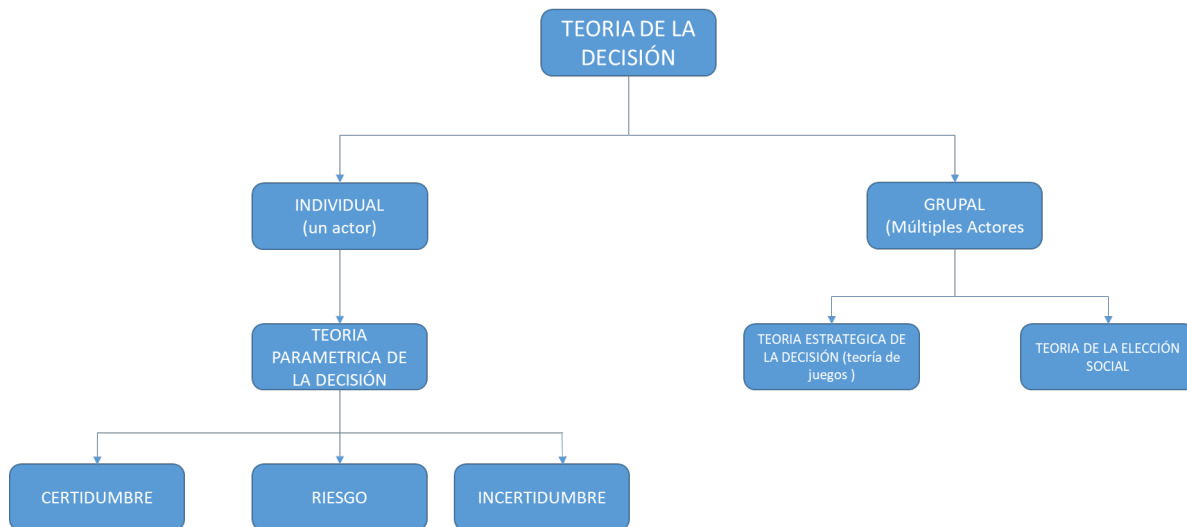 TEORIA DE LA
DECISIÓN
INDIVIDUAL
(un actor)
GRUPAL
(Múltiples Actores
TEORIA
PARAMETRICA DE
LA DECISIÓN
TEORIA ESTRATEGICA DE
LA DECISIÓN (teoría de
juegos )
TEORIA DE LA ELECCIÓN
SOCIAL
CERTIDUMBRE
RIESGO
INCERTIDUMBRE